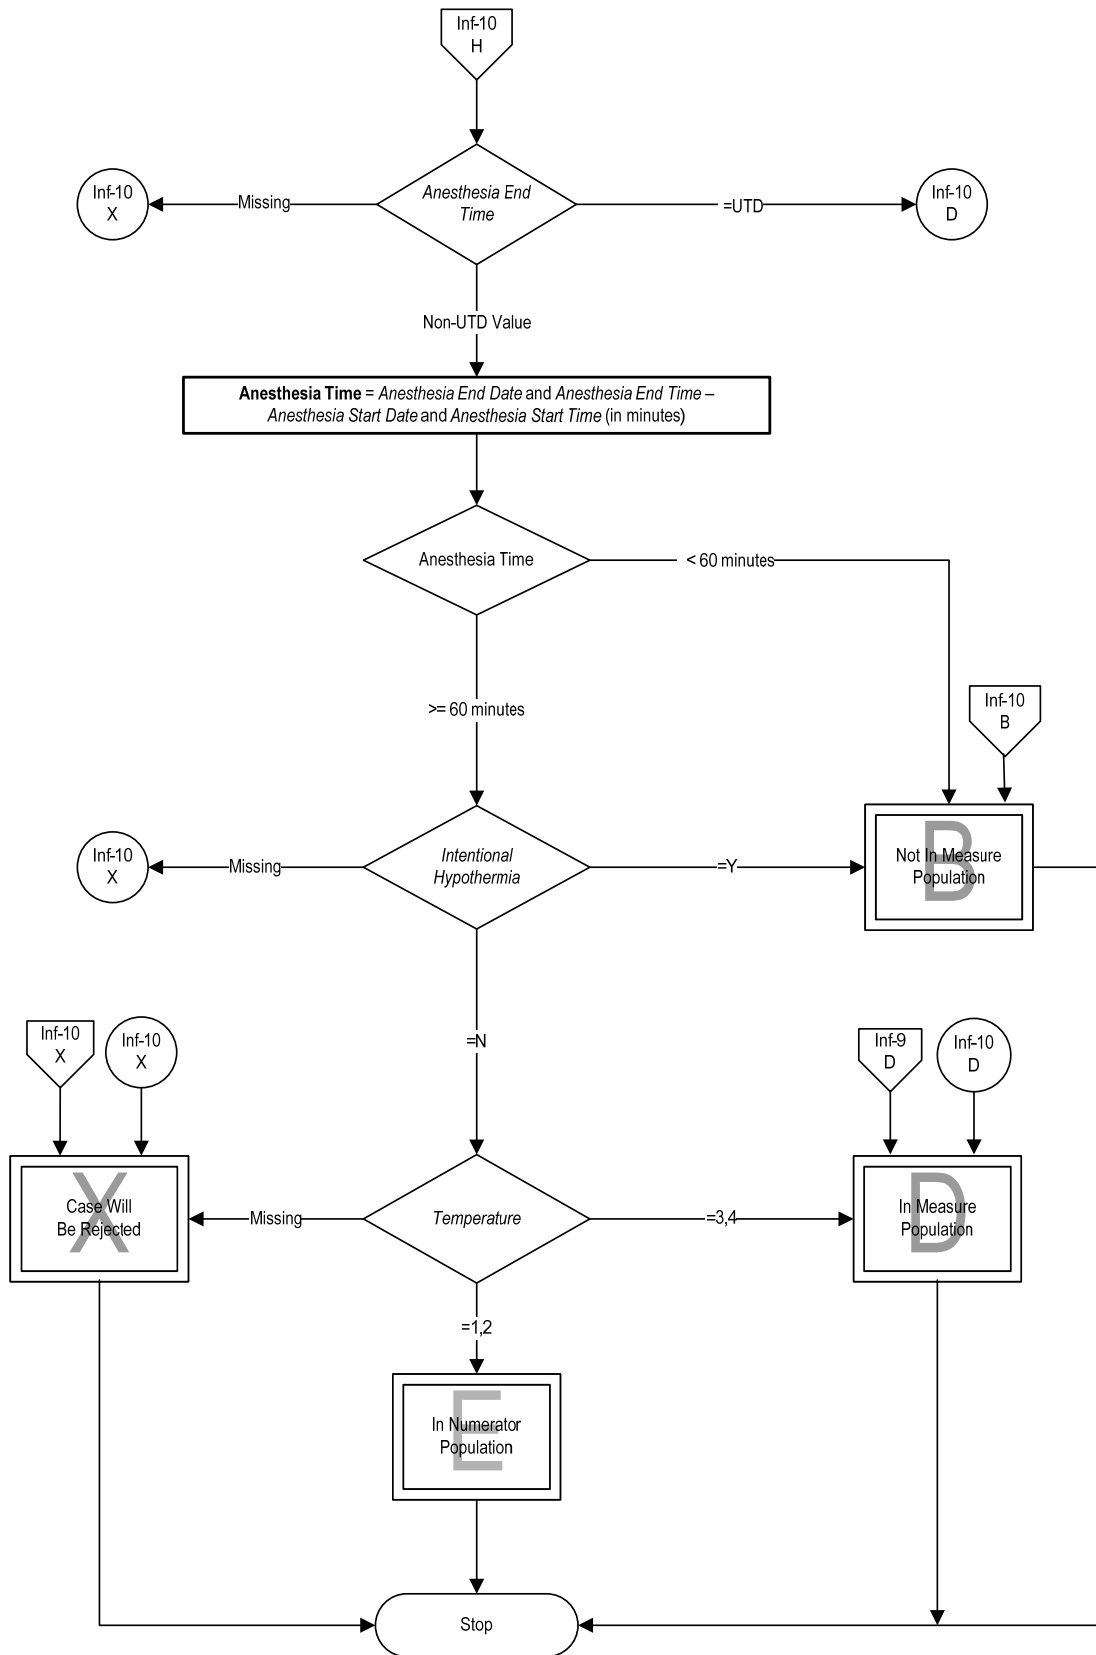 Inf-10
H
Inf-10
X
Missing
Anesthesia End
Time
=UTD
Inf-10
D
Non-UTD Value
Anesthesia Time = Anesthesia End Date and Anesthesia End Time –
Anesthesia Start Date and Anesthesia Start Time (in minutes)
Anesthesia Time
< 60 minutes
>= 60 minutes
Inf-10
B
Inf-10
X
Missing
Intentional
Hypothermia
=Y
B
Not In Measure
Population
=N
Inf-10
X
Inf-10
X
Inf-9
D
Inf-10
D
X
Case Will
Be Rejected
Missing
Temperature
=3,4
D
In Measure
Population
=1,2
E
In Numerator
Population
Stop